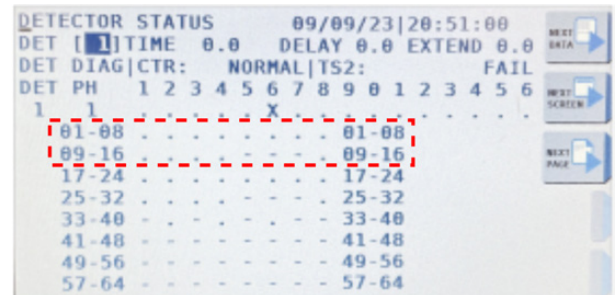 DETECTOR STATUS 09/09/23|20:51:00
DET [ 1]TIME 0.0 DELAY 0.0 EXTEND 0.0
DET DIAG|CTR: NORMAL|TS2: FAIL
DET PH 1 2 3 4 5 6 7 8 9 0 1 2 3 4 5 6
1 1 . . . . . X . . . . . . . . . .
01-08 . . . . . . . . 01-08
09-16 . . . . . - - - 09-16
17-24 . . . . . . . . 17-24
25-32 . . . . . . . . 25-32
33-40 - . - - - . - - 33-40
41-48 - - - - - - - - 41-48
49-56 - - - - - - - - 49-56
57-64 - - - - - - - - 57-64
NEXT
DATA
NEXT
SCREEN
NEXT
PAGE